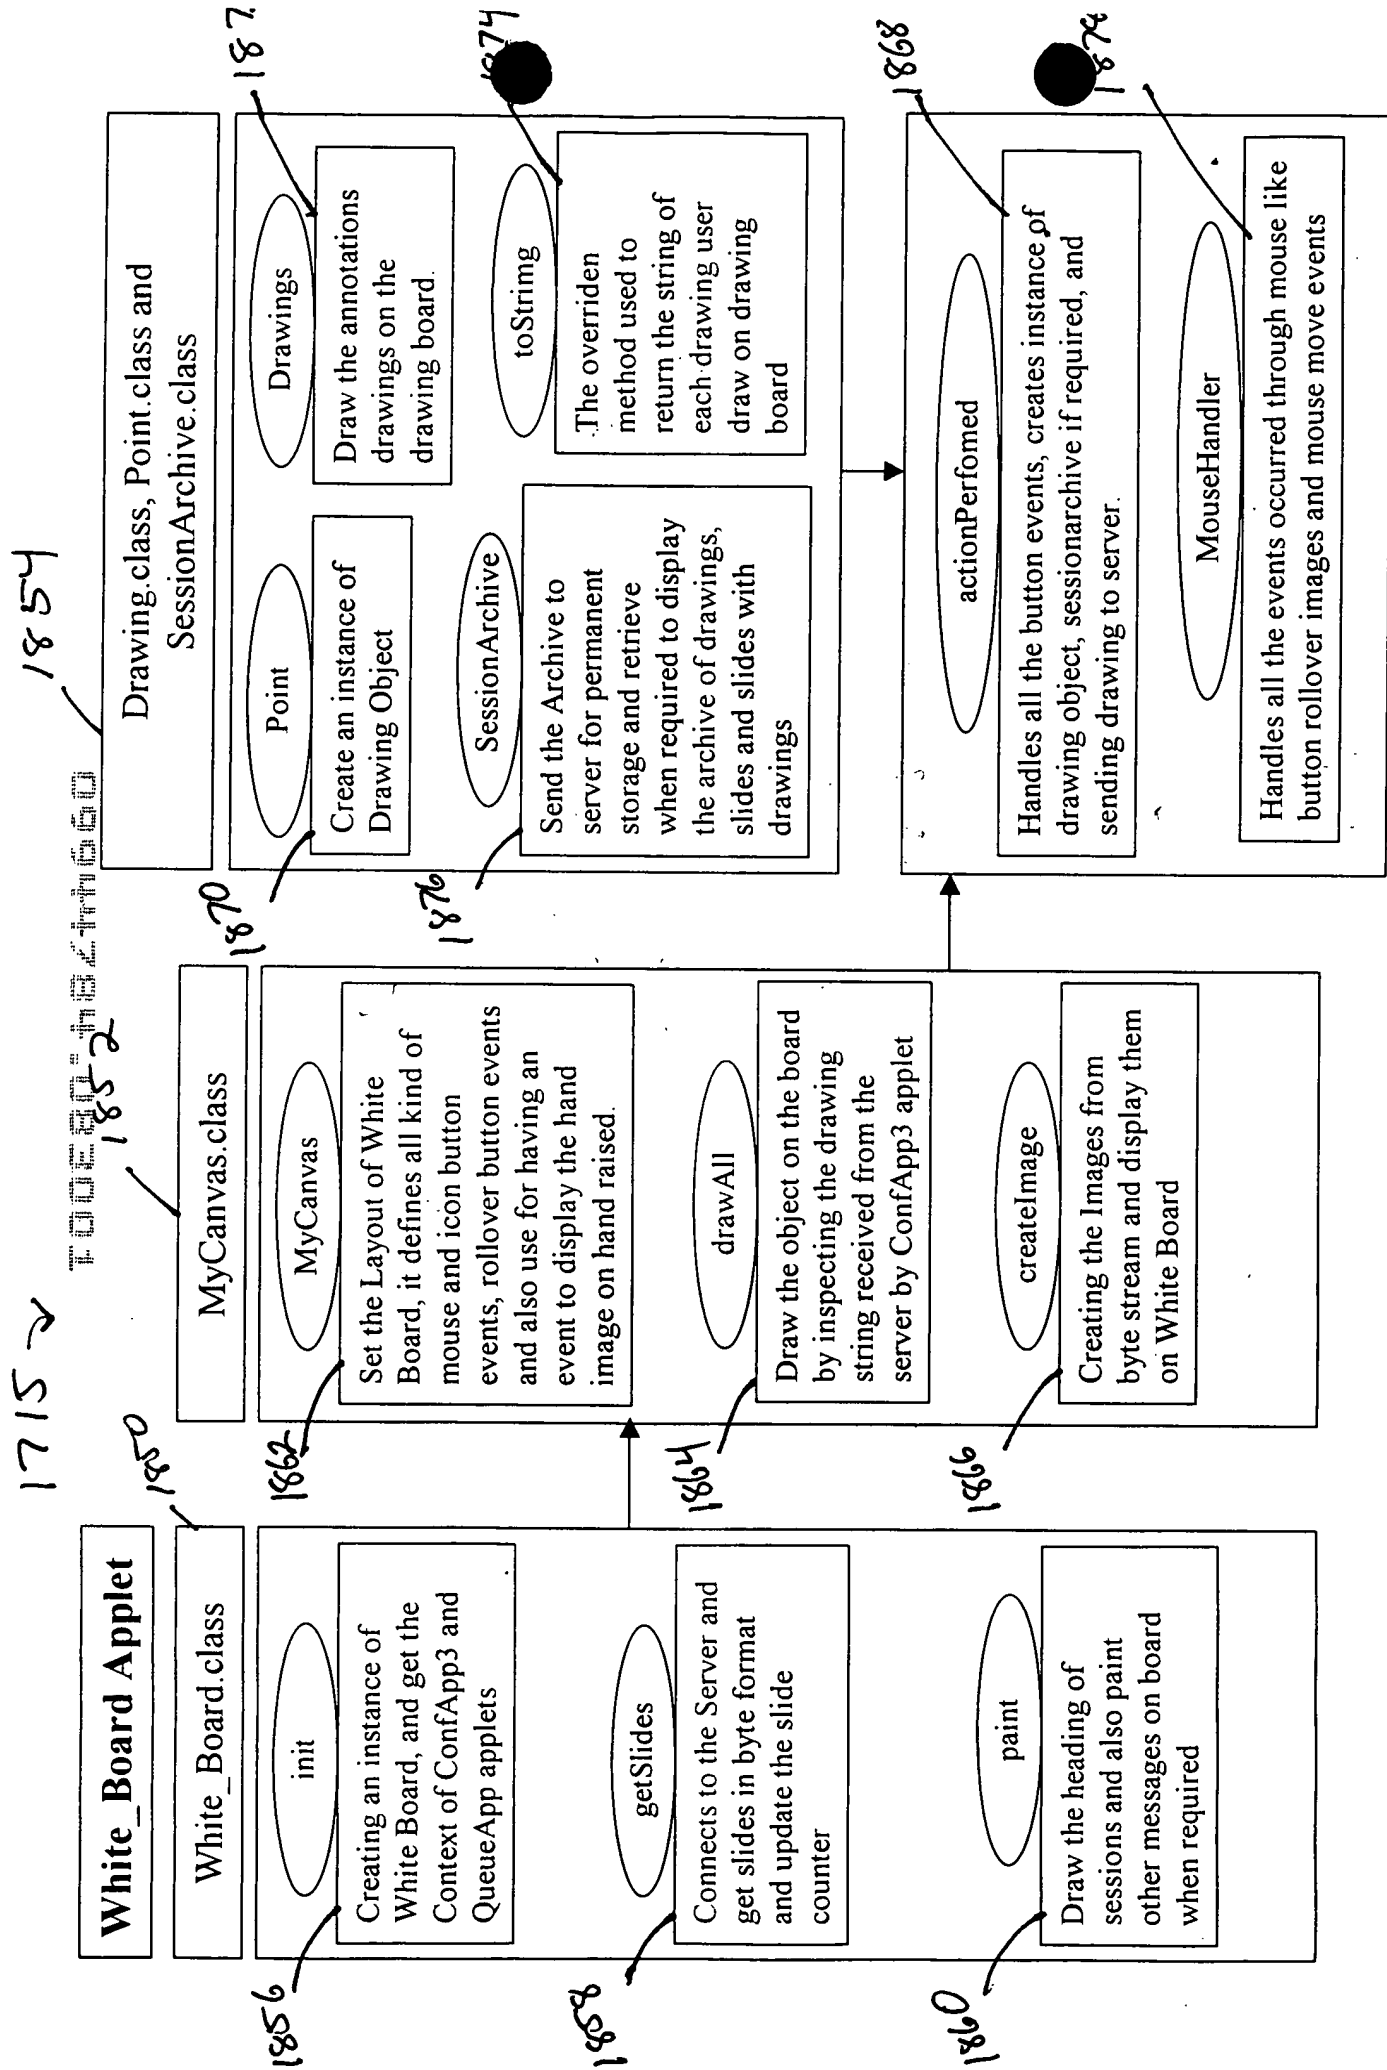 1715
White_Board Applet
1850
White_Board.class
1856
init
Creating an instance of
White Board, and get the
Context of ConfApp3 and
QueueApp applets
1858
getSlides
Connects to the Server and
get slides in byte format
and update the slide
counter
1860
paint
Draw the heading of
sessions and also paint
other messages on board
when required
1852
MyCanvas.class
1862
MyCanvas
Set the Layout of White
Board, it defines all kind of
mouse and icon button
events, rollover button events
and also use for having an
event to display the hand
image on hand raised.
1864
drawAll
Draw the object on the board
by inspecting the drawing
string received from the
server by ConfApp3 applet
1866
createImage
Creating the Images from
byte stream and display them
on White Board
1854
Drawing.class, Point.class and
SessionArchive.class
1870
Point
Create an instance of
Drawing Object
187
Drawings
Draw the annotations
drawings on the
drawing board.
1876
SessionArchive
Send the Archive to
server for permanent
storage and retrieve
when required to display
the archive of drawings,
slides and slides with
drawings
1874
toString
The overriden
method used to
return the string of
each drawing user
draw on drawing
board
1868
actionPerfomed
Handles all the button events, creates instance of
drawing object, sessionarchive if required, and
sending drawing to server.
MouseHandler
Handles all the events occurred through mouse like
button rollover images and mouse move events